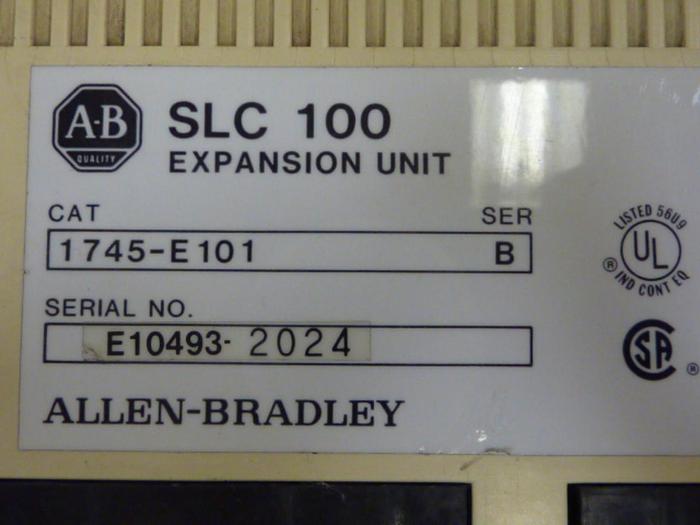 A·B
QUALITY
SLC 100
EXPANSION UNIT
CAT
SER
1745-E101
B
SERIAL NO.
E10493- 2024
ALLEN-BRADLEY
LISTED 56U9
UL
®
IND CONT EQ
SA
®